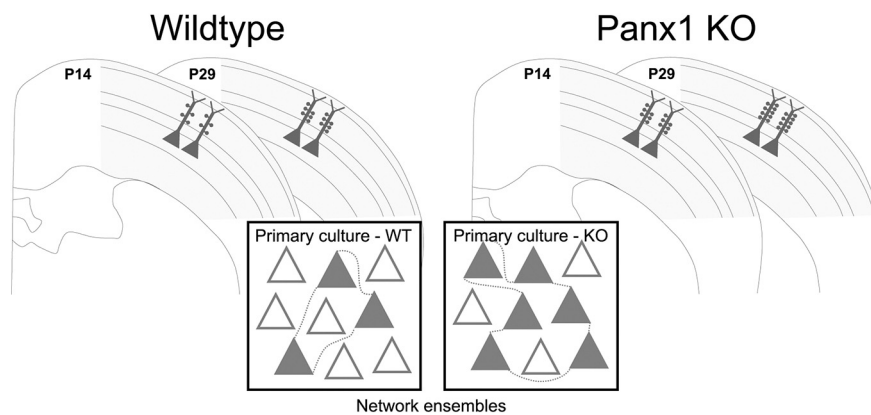 Wildtype
Panx1 KO
P14
P29
P14
P29
Primary culture - WT
Primary culture - KO
Network ensembles